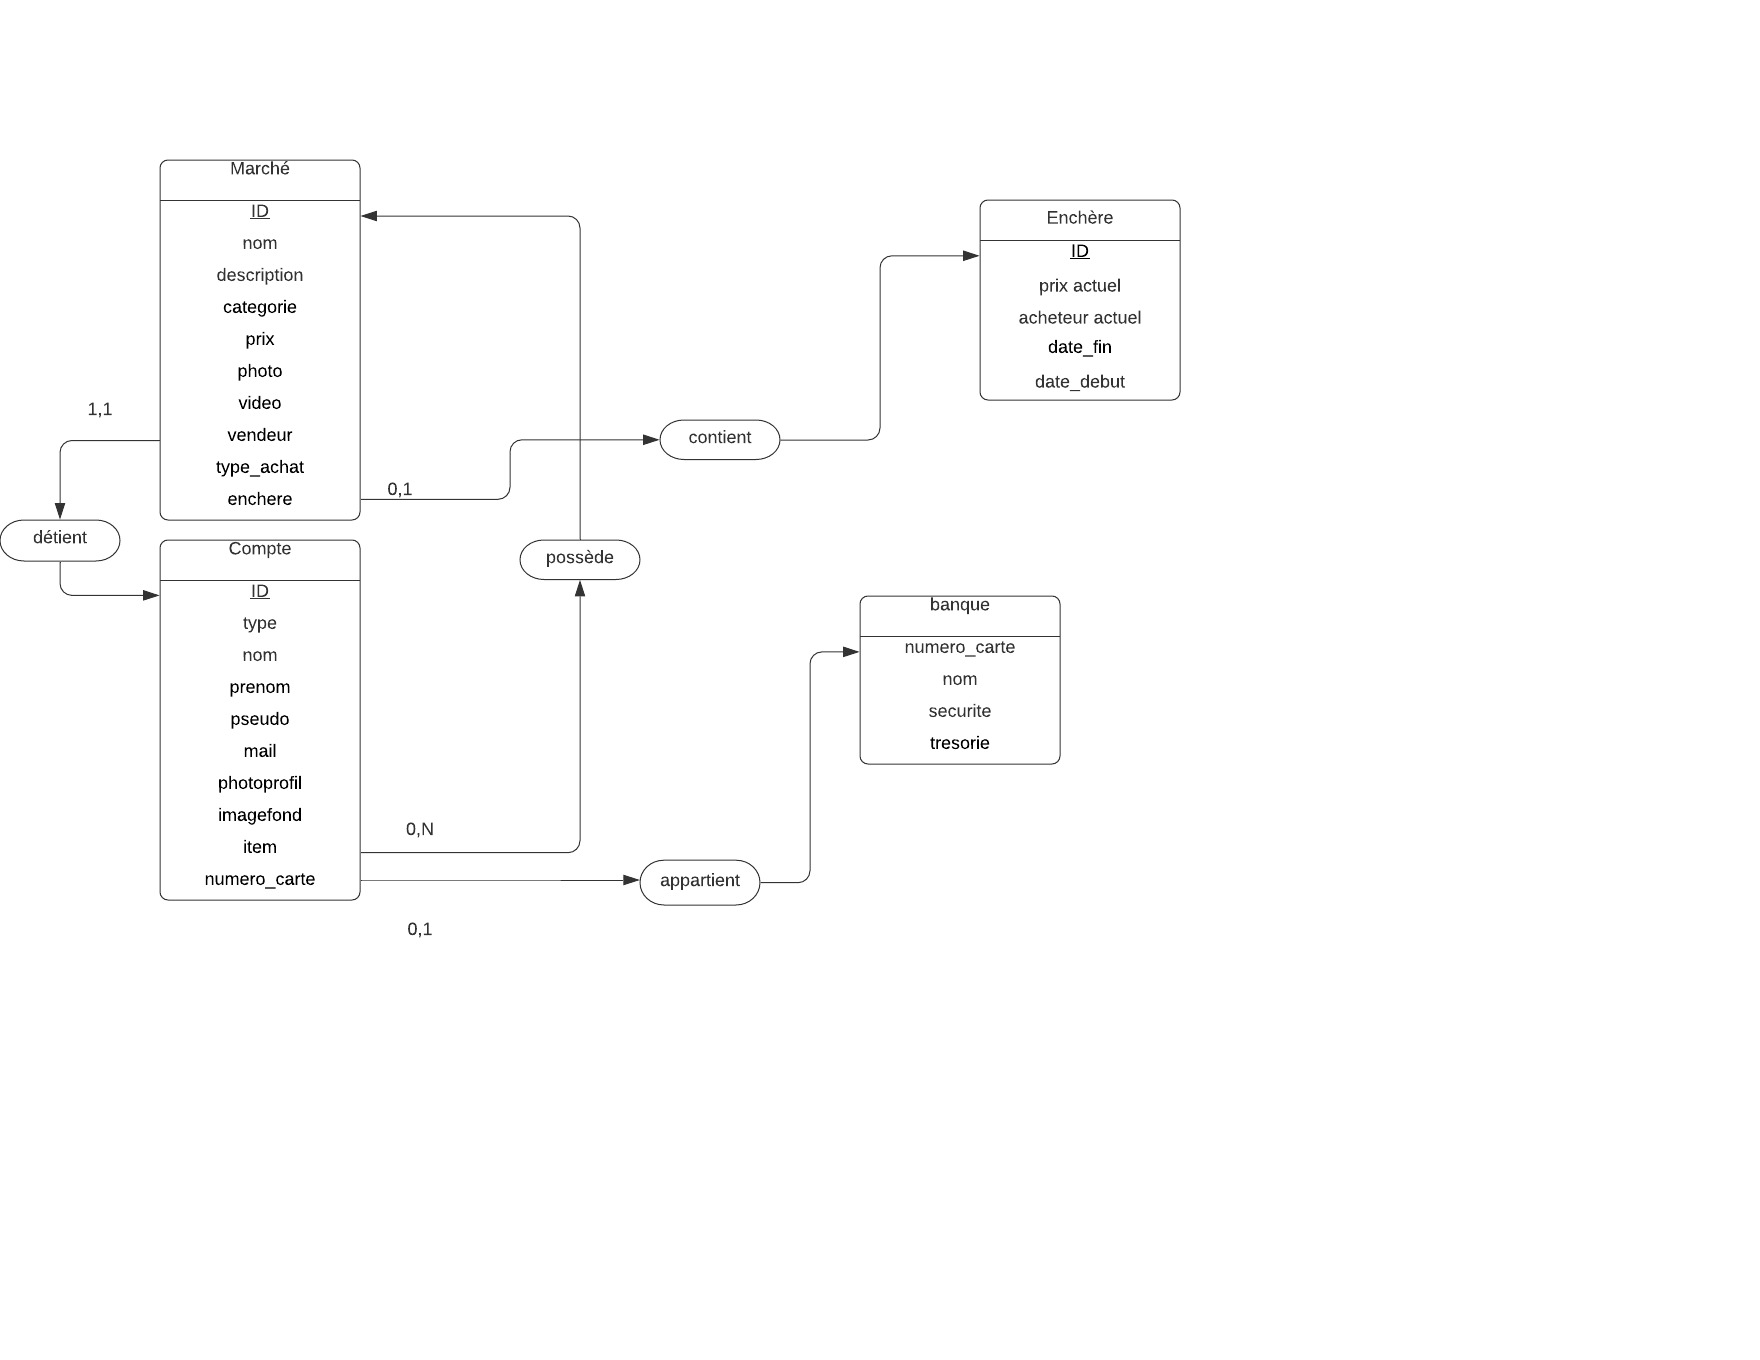 Marché
ID
nom
description
categorie
prix
photo
video
vendeur
type_achat
enchere
1,1
0,1
détient
Compte
ID
type
nom
prenom
pseudo
mail
photoprofil
imagefond
item
numero_carte
0,N
0,1
possède
contient
appartient
Enchère
ID
prix actuel
acheteur actuel
date_fin
date_debut
banque
numero_carte
nom
securite
tresorie